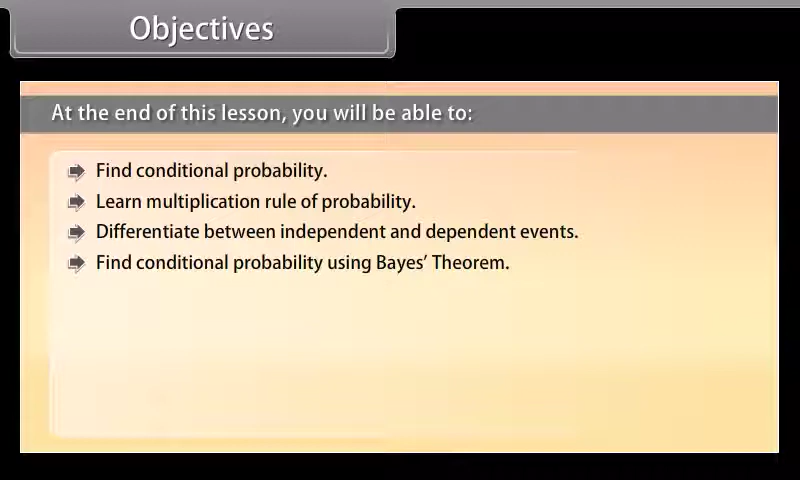 Objectives
At the end of this lesson, you will be able to:
Find conditional probability.
Learn multiplication rule of probability.
Differentiate between independent and dependent events.
Find conditional probability using Bayes’ Theorem.